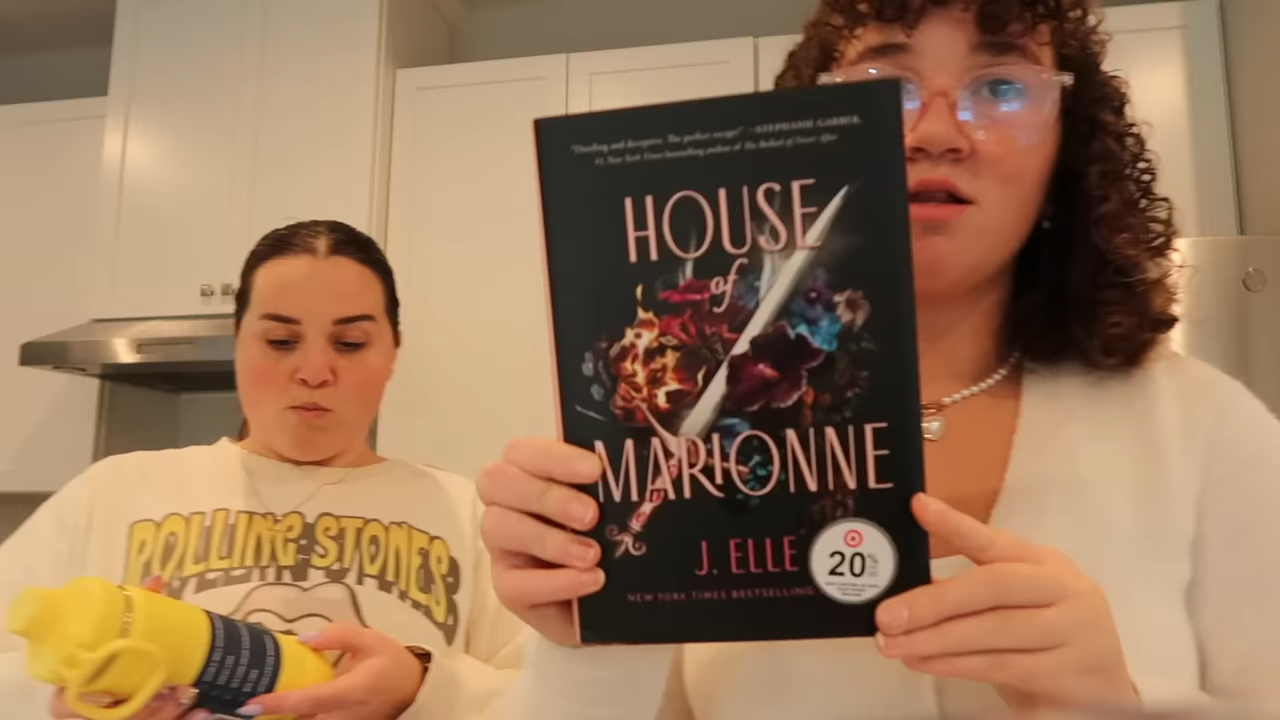 "Dazzling and deceptive. The perfect escape!" —STEPHANIE GARBER,
#1 New York Times bestselling author of The Ballad of Never After
HOUSE
of
MARIONNE
J. ELLE
NEW YORK TIMES BESTSELLING
20%
ROLLING STONES